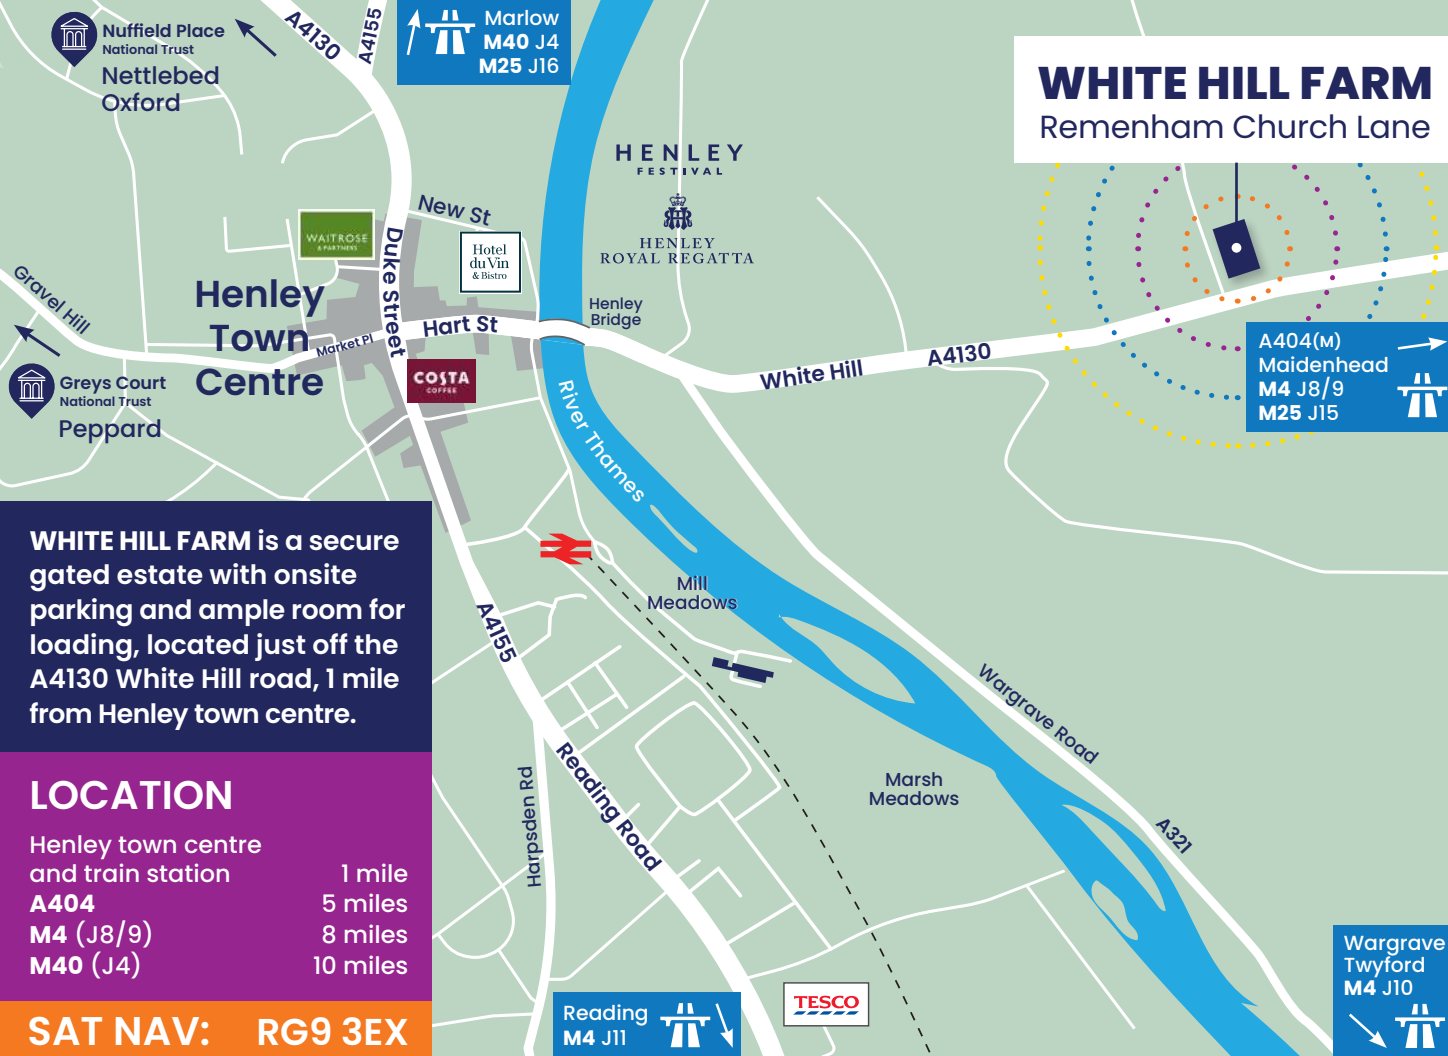 Nuffield Place
National Trust
Nettlebed
Oxford
A4130
A4155
Marlow
M40 J4
M25 J16
WHITE HILL FARM
Remenham Church Lane
HENLEY
FESTIVAL
HENLEY
ROYAL REGATTA
New St
WAITROSE
& PARTNERS
Duke Street
Hotel
du Vin
& Bistro
Gravel Hill
Henley
Town
Centre
Market Pl
Hart St
Henley
Bridge
Greys Court
National Trust
Peppard
COSTA
COFFEE
White Hill
A4130
A404(M)
Maidenhead
M4 J8/9
M25 J15
River Thames
Mill
Meadows
A4155
WHITE HILL FARM is a secure
gated estate with onsite
parking and ample room for
loading, located just off the
A4130 White Hill road, 1 mile
from Henley town centre.
Wargrave Road
Marsh
Meadows
A321
Harpsden Rd
Reading Road
LOCATION
Henley town centre
and train station 1 mile
A404 5 miles
M4 (J8/9) 8 miles
M40 (J4) 10 miles
SAT NAV: RG9 3EX
Reading
M4 J11
TESCO
Wargrave
Twyford
M4 J10